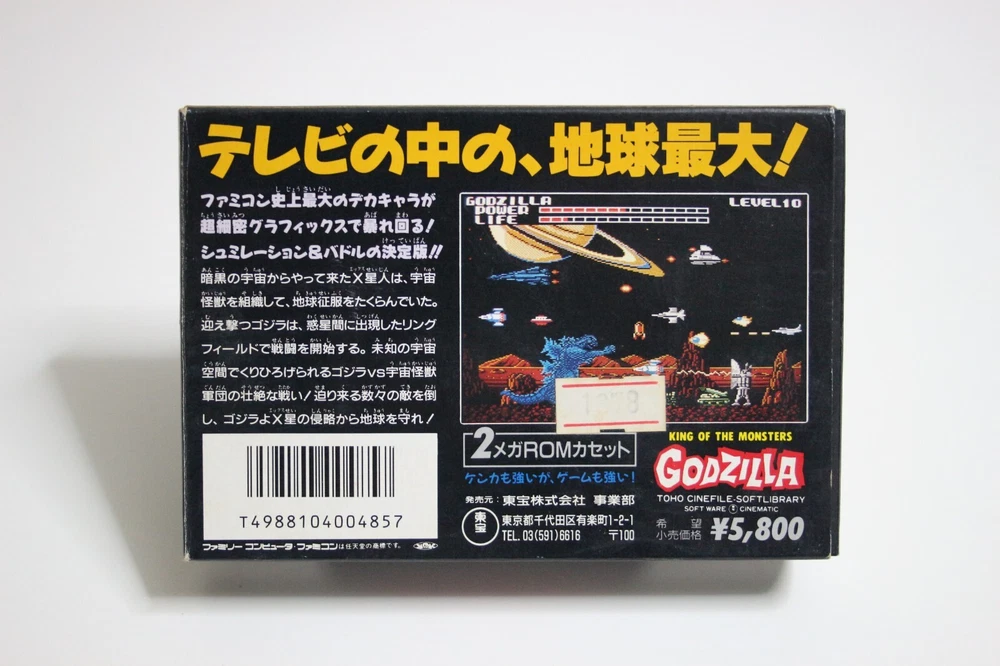 テレビの中の、地球最大!
ファミコン史上最大のデカキャラが
超細密グラフィックスで暴れ回る!
シュミレーション&バドルの決定版!!
暗黒の宇宙からやって来たX星人は、宇宙
怪獣を組織して、地球征服をたくらんでいた。
迎え撃つゴジラは、惑星間に出現したリング
フィールドで戦闘を開始する。未知の宇宙
空間でくりひろげられるゴジラvs宇宙怪獣
軍団の壮絶な戦い!迫り来る数々の敵を倒
し、ゴジラよX星の侵略から地球を守れ!
T4988104004857
ファミリーコンピュータ・ファミコンは任天堂の商標です。
GODZILLA
POWER
LIFE
LEVEL10
1378
2メガROMカセット
ケンカも強いが、ゲームも強い!
発売元:東宝株式会社 事業部
東宝
東京都千代田区有楽町1-2-1
TEL.03(591)6616 〒100
KING OF THE MONSTERS
GODZILLA
TOHO CINEFILE-SOFTLIBRARY
SOFTWARE CINEMATIC
希望
小売価格 ¥5,800